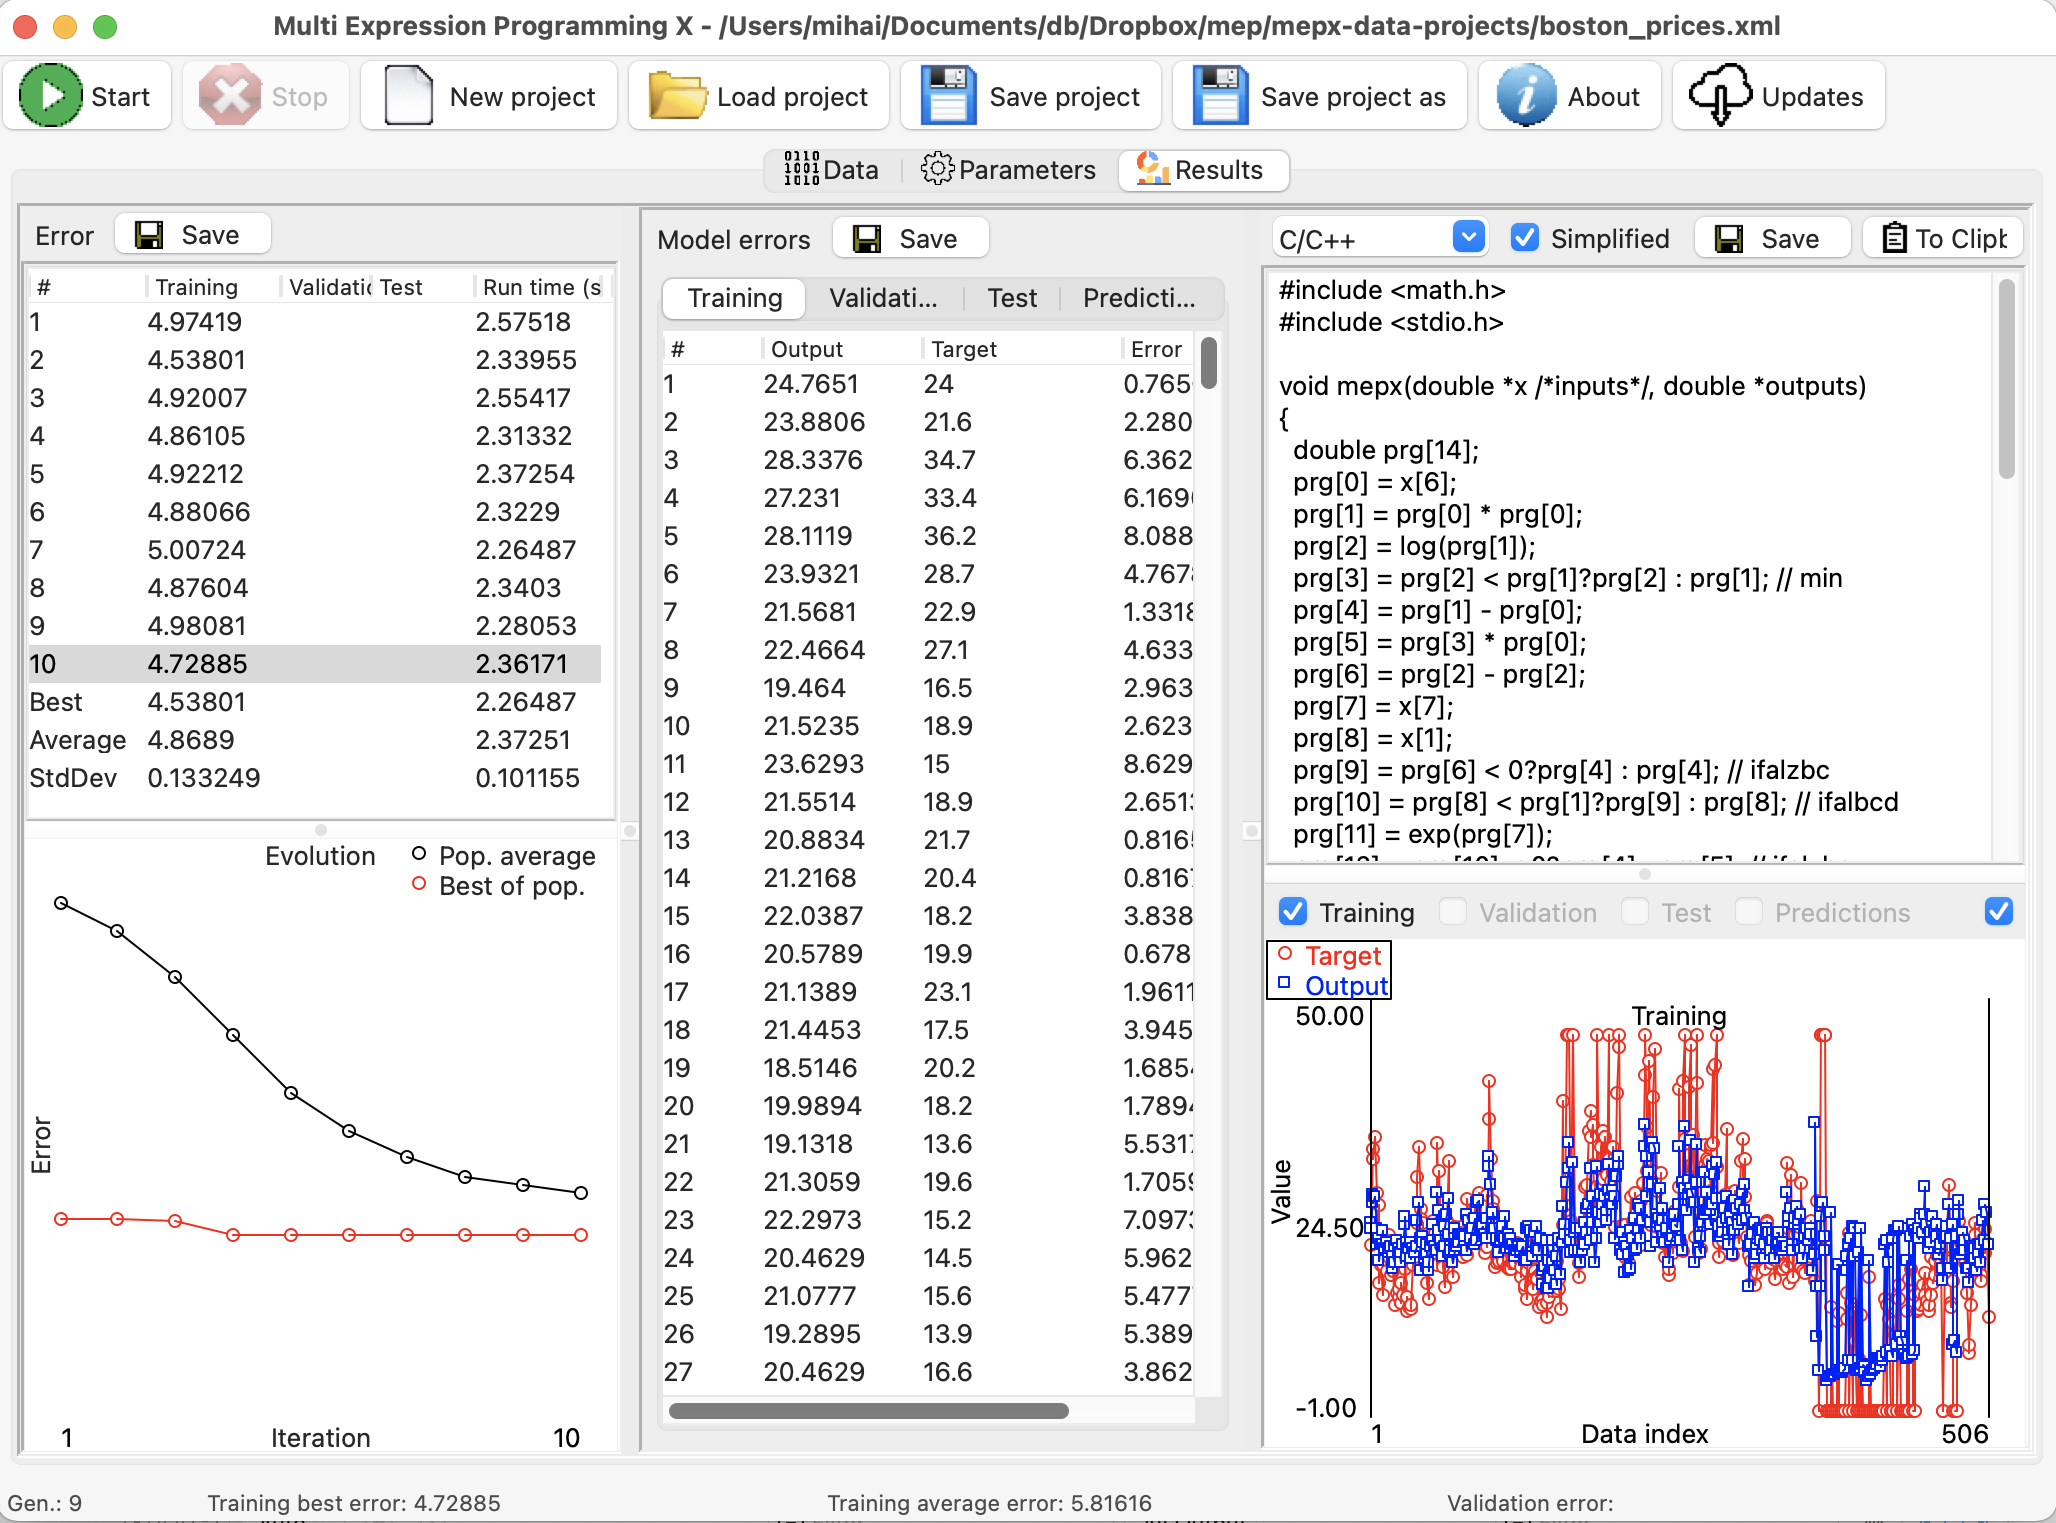 Multi Expression Programming X - /Users/mihai/Documents/db/Dropbox/mep/mepx-data-projects/boston_prices.xml
Start Stop New project Load project Save project Save project as About Updates
Data Parameters Results
Error Save
# Training Validatic Test Run time (s
1 4.97419 2.57518
2 4.53801 2.33955
3 4.92007 2.55417
4 4.86105 2.31332
5 4.92212 2.37254
6 4.88066 2.3229
7 5.00724 2.26487
8 4.87604 2.3403
9 4.98081 2.28053
10 4.72885 2.36171
Best 4.53801 2.26487
Average 4.8689 2.37251
StdDev 0.133249 0.101155
Evolution
Pop. average
Best of pop.
Error
1 Iteration 10
Model errors Save
Training Validati... Test Predicti...
# Output Target Error
1 24.7651 24 0.765
2 23.8806 21.6 2.280
3 28.3376 34.7 6.362
4 27.231 33.4 6.169
5 28.1119 36.2 8.088
6 23.9321 28.7 4.767
7 21.5681 22.9 1.331
8 22.4664 27.1 4.633
9 19.464 16.5 2.963
10 21.5235 18.9 2.623
11 23.6293 15 8.629
12 21.5514 18.9 2.651
13 20.8834 21.7 0.816
14 21.2168 20.4 0.816
15 22.0387 18.2 3.838
16 20.5789 19.9 0.678
17 21.1389 23.1 1.9611
18 21.4453 17.5 3.945
19 18.5146 20.2 1.685
20 19.9894 18.2 1.789
21 19.1318 13.6 5.531
22 21.3059 19.6 1.705
23 22.2973 15.2 7.097
24 20.4629 14.5 5.962
25 21.0777 15.6 5.477
26 19.2895 13.9 5.389
27 20.4629 16.6 3.862
C/C++ Simplified Save To Clipb
#include <math.h>
#include <stdio.h>
void mepx(double *x /*inputs*/, double *outputs)
{
double prg[14];
prg[0] = x[6];
prg[1] = prg[0] * prg[0];
prg[2] = log(prg[1]);
prg[3] = prg[2] < prg[1]?prg[2] : prg[1]; // min
prg[4] = prg[1] - prg[0];
prg[5] = prg[3] * prg[0];
prg[6] = prg[2] - prg[2];
prg[7] = x[7];
prg[8] = x[1];
prg[9] = prg[6] < 0?prg[4] : prg[4]; // ifalzbc
prg[10] = prg[8] < prg[1]?prg[9] : prg[8]; // ifalbcd
prg[11] = exp(prg[7]);
Training Validation Test Predictions
Target
Output
Training
50.00
24.50
-1.00
Value
1 Data index 506
Gen.: 9 Training best error: 4.72885 Training average error: 5.81616 Validation error: